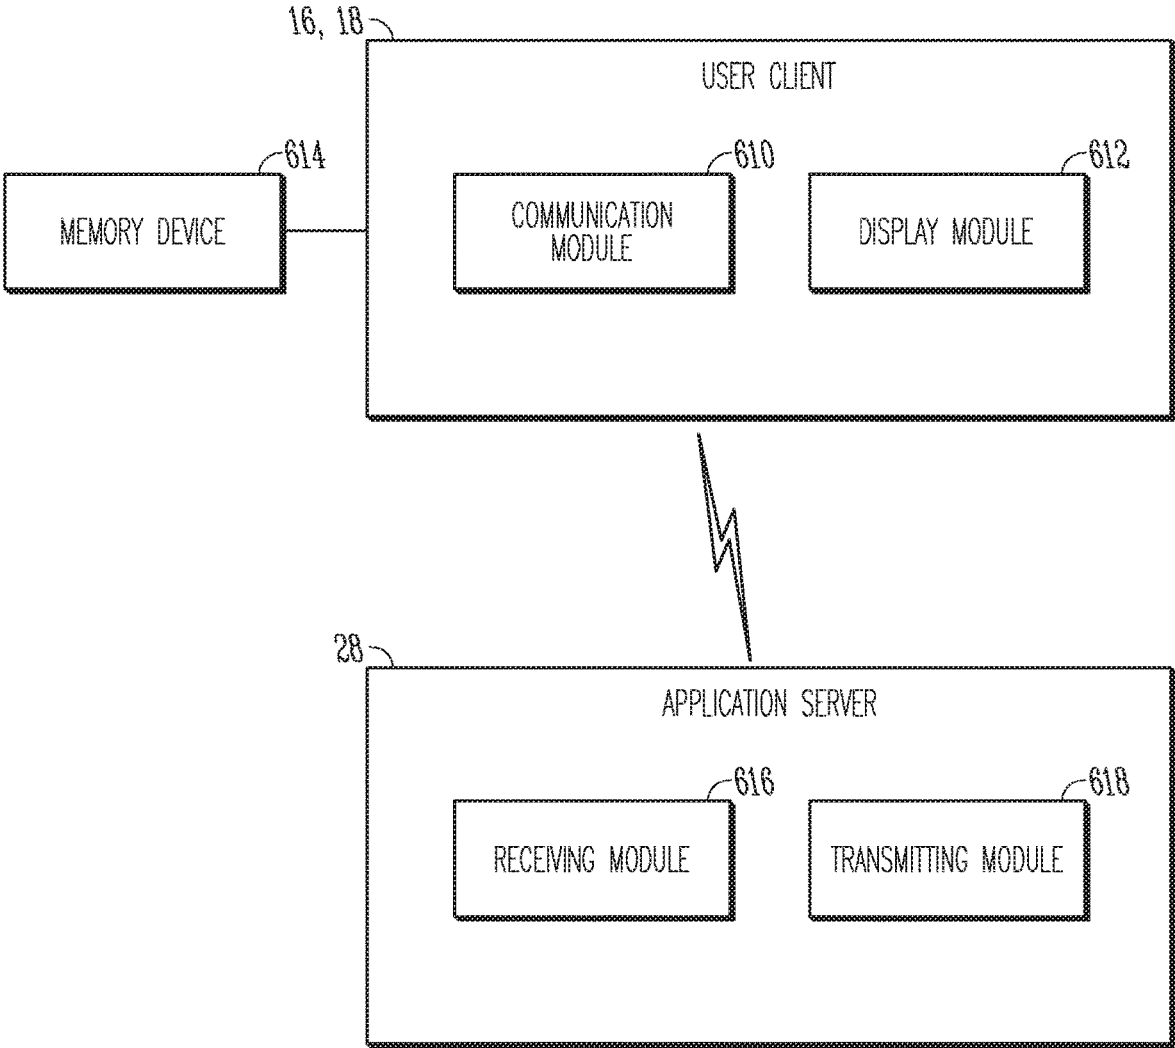 16, 18
USER CLIENT
614
MEMORY DEVICE
610
COMMUNICATION
MODULE
612
DISPLAY MODULE
28
APPLICATION SERVER
616
RECEIVING MODULE
618
TRANSMITTING MODULE